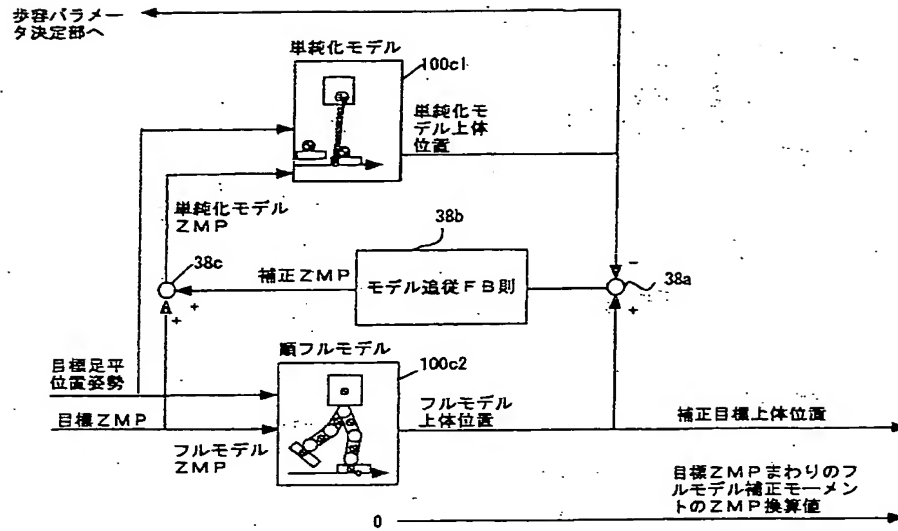 歩容パラメー
タ決定部へ
単純化モデル
100c1
単純化モ
デル上体
位置
単純化モデル
ZMP
38b
38c
補正ZMP
モデル追従FB則
-
38a
+
+
+
順フルモデル
100c2
目標足平
位置姿勢
フルモデル
上体位置
補正目標上体位置
目標ZMP
フルモデル
ZMP
目標ZMPまわりのフ
ルモデル補正モーメン
トのZMP換算値
0